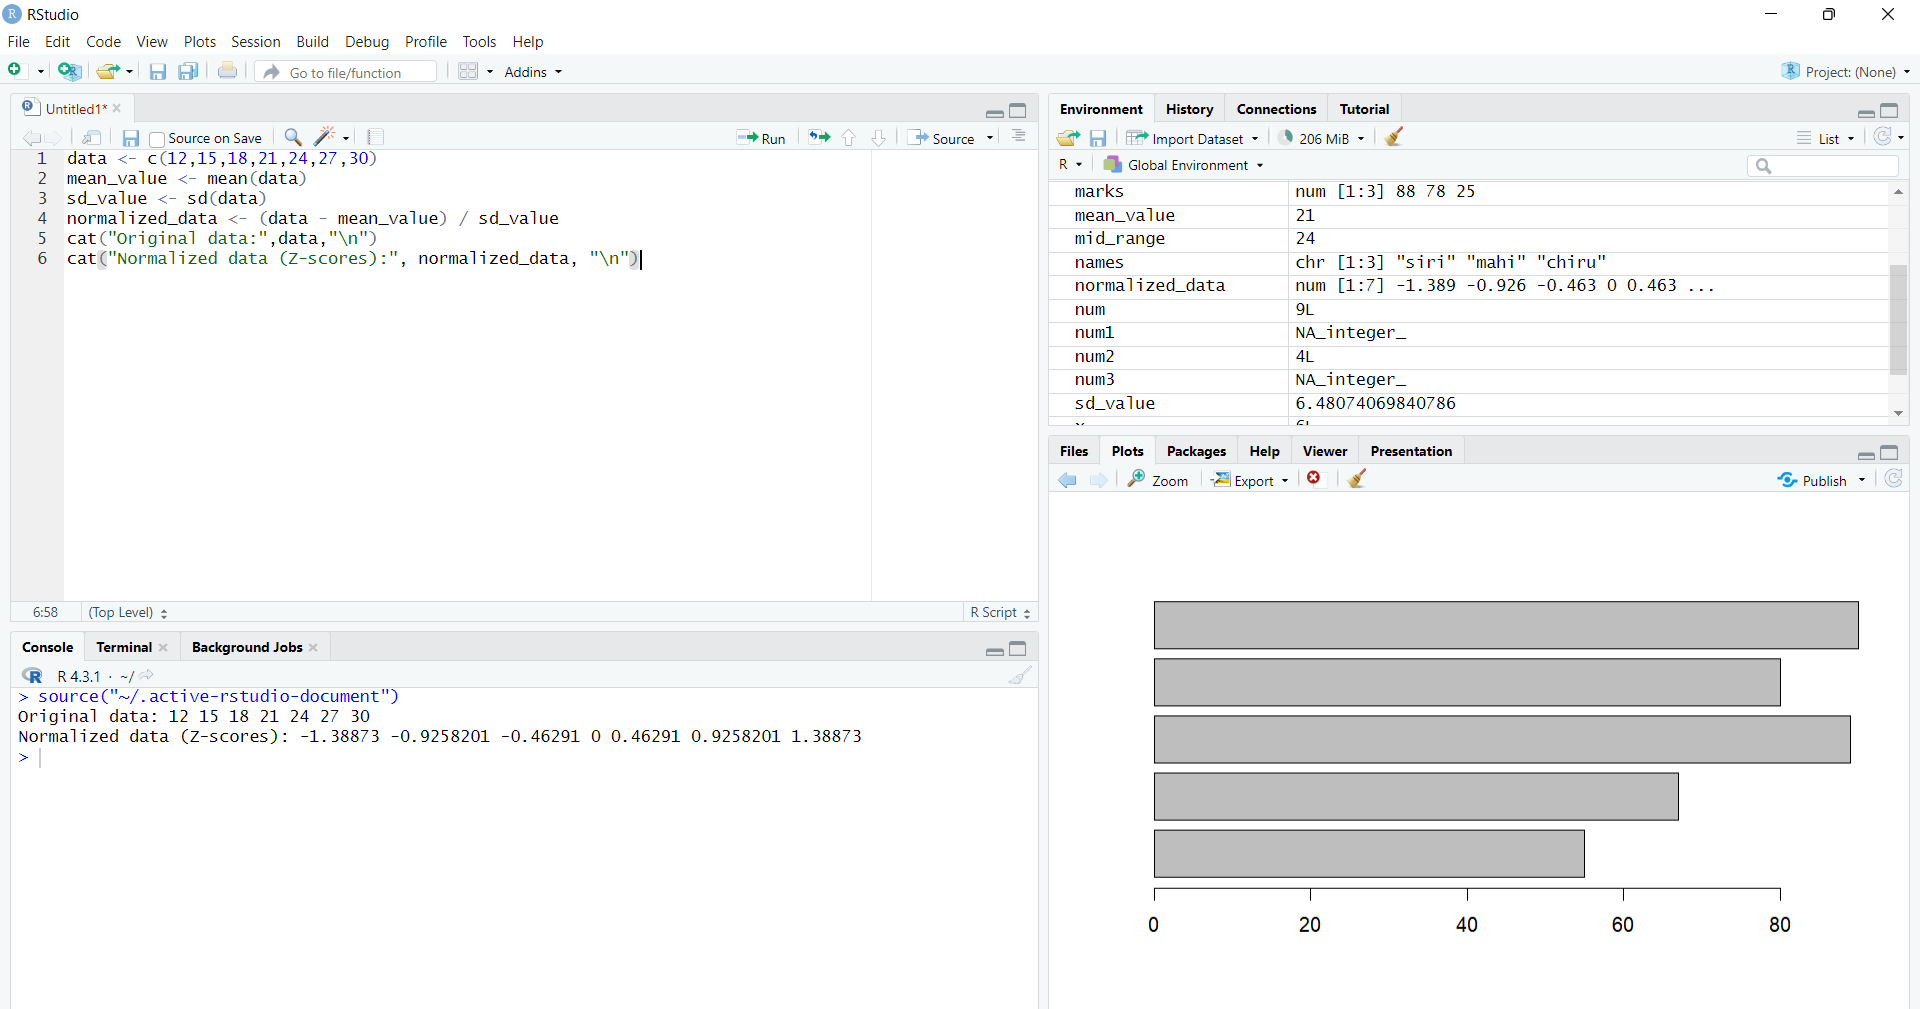 RStudio
File Edit Code View Plots Session Build Debug Profile Tools Help
Go to file/function Addins Project: (None)
Untitled1*
Source on Save Run Source
1 data <- c(12,15,18,21,24,27,30)
2 mean_value <- mean(data)
3 sd_value <- sd(data)
4 normalized_data <- (data - mean_value) / sd_value
5 cat("Original data:",data,"\n")
6 cat("Normalized data (Z-scores):", normalized_data, "\n")
6:58 (Top Level) R Script
Console Terminal Background Jobs
R 4.3.1 · ~/
> source("~/.active-rstudio-document")
Original data: 12 15 18 21 24 27 30
Normalized data (Z-scores): -1.38873 -0.9258201 -0.46291 0 0.46291 0.9258201 1.38873
>
Environment History Connections Tutorial
Import Dataset 206 MiB List
R Global Environment
marks num [1:3] 88 78 25
mean_value 21
mid_range 24
names chr [1:3] "siri" "mahi" "chiru"
normalized_data num [1:7] -1.389 -0.926 -0.463 0 0.463 ...
num 9L
num1 NA_integer_
num2 4L
num3 NA_integer_
sd_value 6.48074069840786
Files Plots Packages Help Viewer Presentation
Zoom Export Publish
0 20 40 60 80